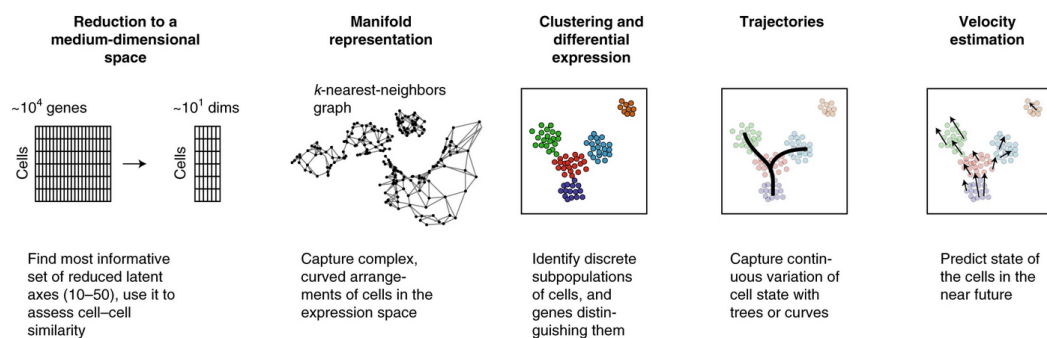 Reduction to a
medium-dimensional
space
~10⁴ genes
~10¹ dims
Cells
Cells
Find most informative
set of reduced latent
axes (10–50), use it to
assess cell–cell
similarity
Manifold
representation
k-nearest-neighbors
graph
Capture complex,
curved arrange-
ments of cells in the
expression space
Clustering and
differential
expression
Identify discrete
subpopulations
of cells, and
genes distin-
guishing them
Trajectories
Capture contin-
uous variation of
cell state with
trees or curves
Velocity
estimation
Predict state of
the cells in the
near future